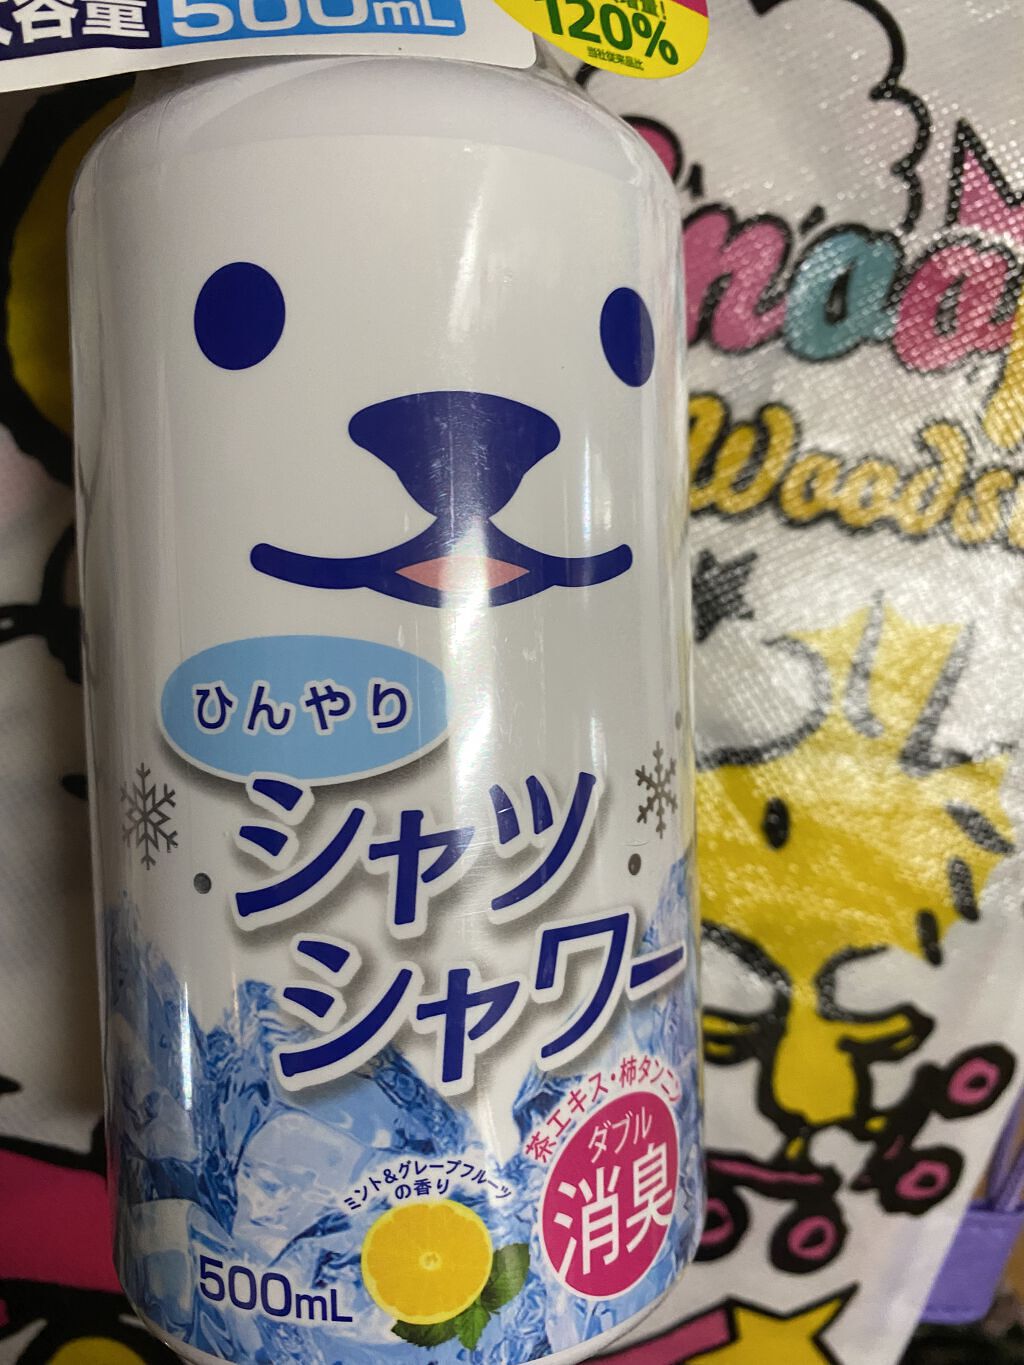 容量 500mL
増量!
120%
当社従来品比
ひんやり
シャツ
シャワー
茶エキス・柿タンニン
ダブル
消臭
ミント&グレープフルーツ
の香り
500mL